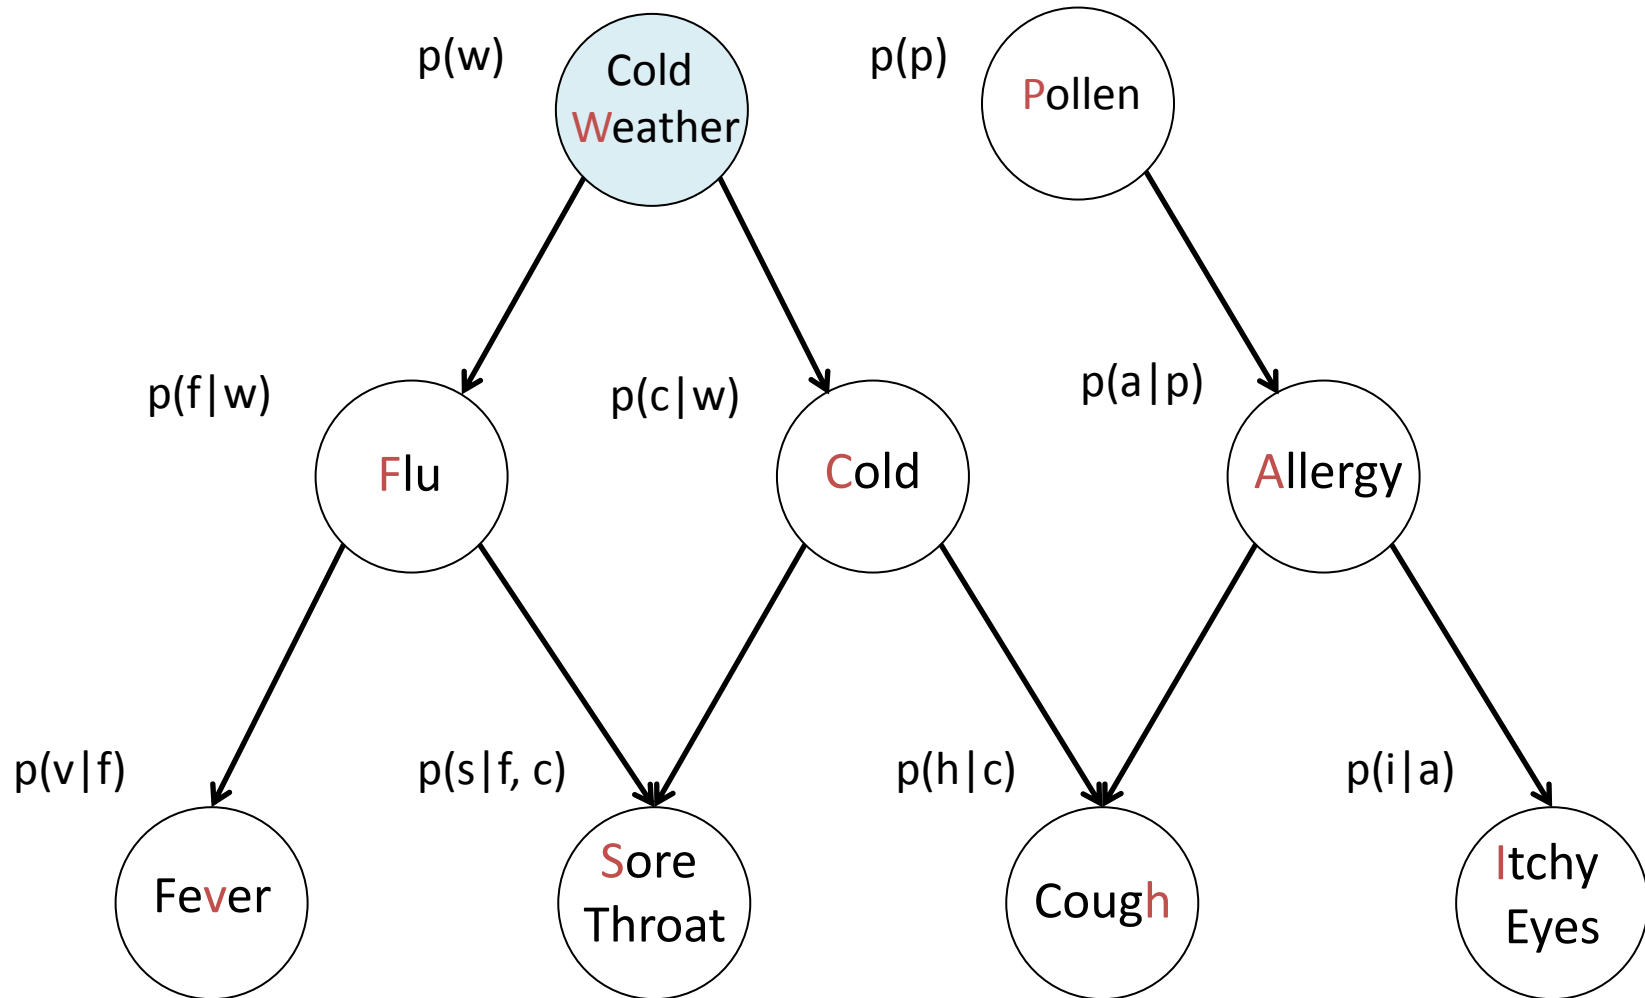 p(w)
Cold
Weather
p(p)
Pollen
p(f|w)
Flu
p(c|w)
Cold
p(a|p)
Allergy
p(v|f)
Fever
p(s|f, c)
Sore
Throat
p(h|c)
Cough
p(i|a)
Itchy
Eyes